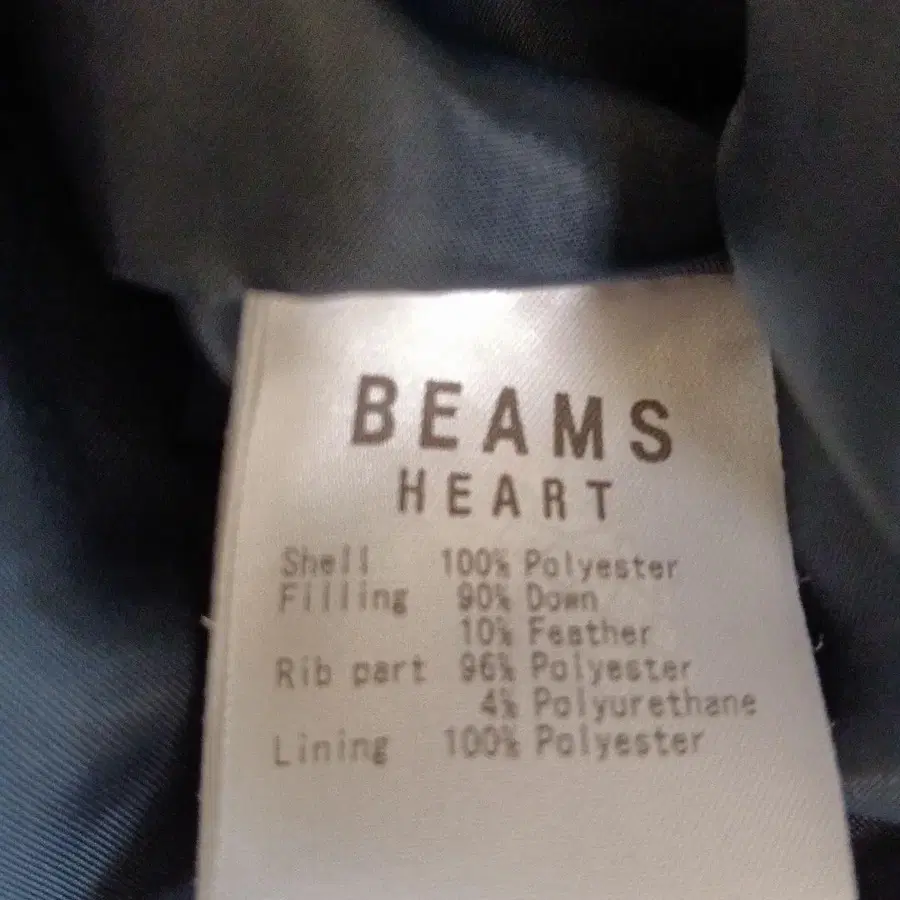 BEAMS
HEART
Shell 100% Polyester
Filling 90% Down
10% Feather
Rib part 96% Polyester
4% Polyurethane
Lining 100% Polyester